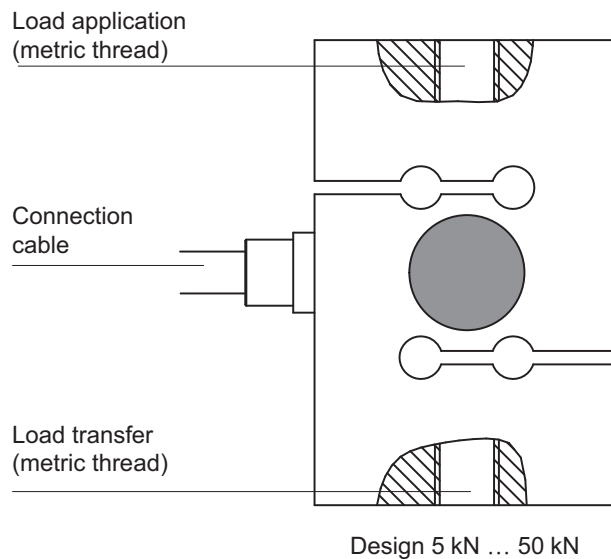 Load application
(metric thread)
Connection
cable
Load transfer
(metric thread)
Design 5 kN … 50 kN